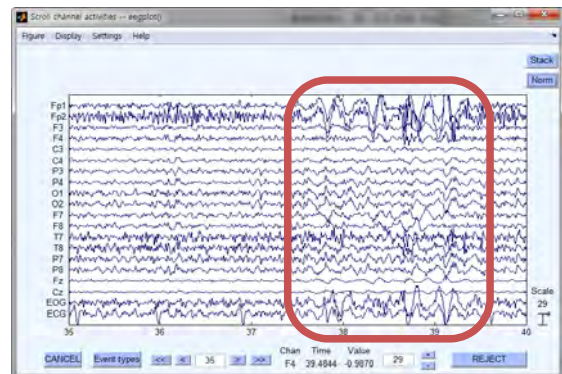 Scroll channel activities -- eegplot()
Figure Display Settings Help
Stack
Norm
Fp1
Fp2
F3
F4
C3
C4
P3
P4
O1
O2
F7
F8
T7
T8
P7
P8
Fz
Cz
EOG
ECG
35 36 37 38 39 40
Scale
29
Chan Time Value
CANCEL Event types << < 35 > >> F4 39.4844 -0.9870 29 + - REJECT